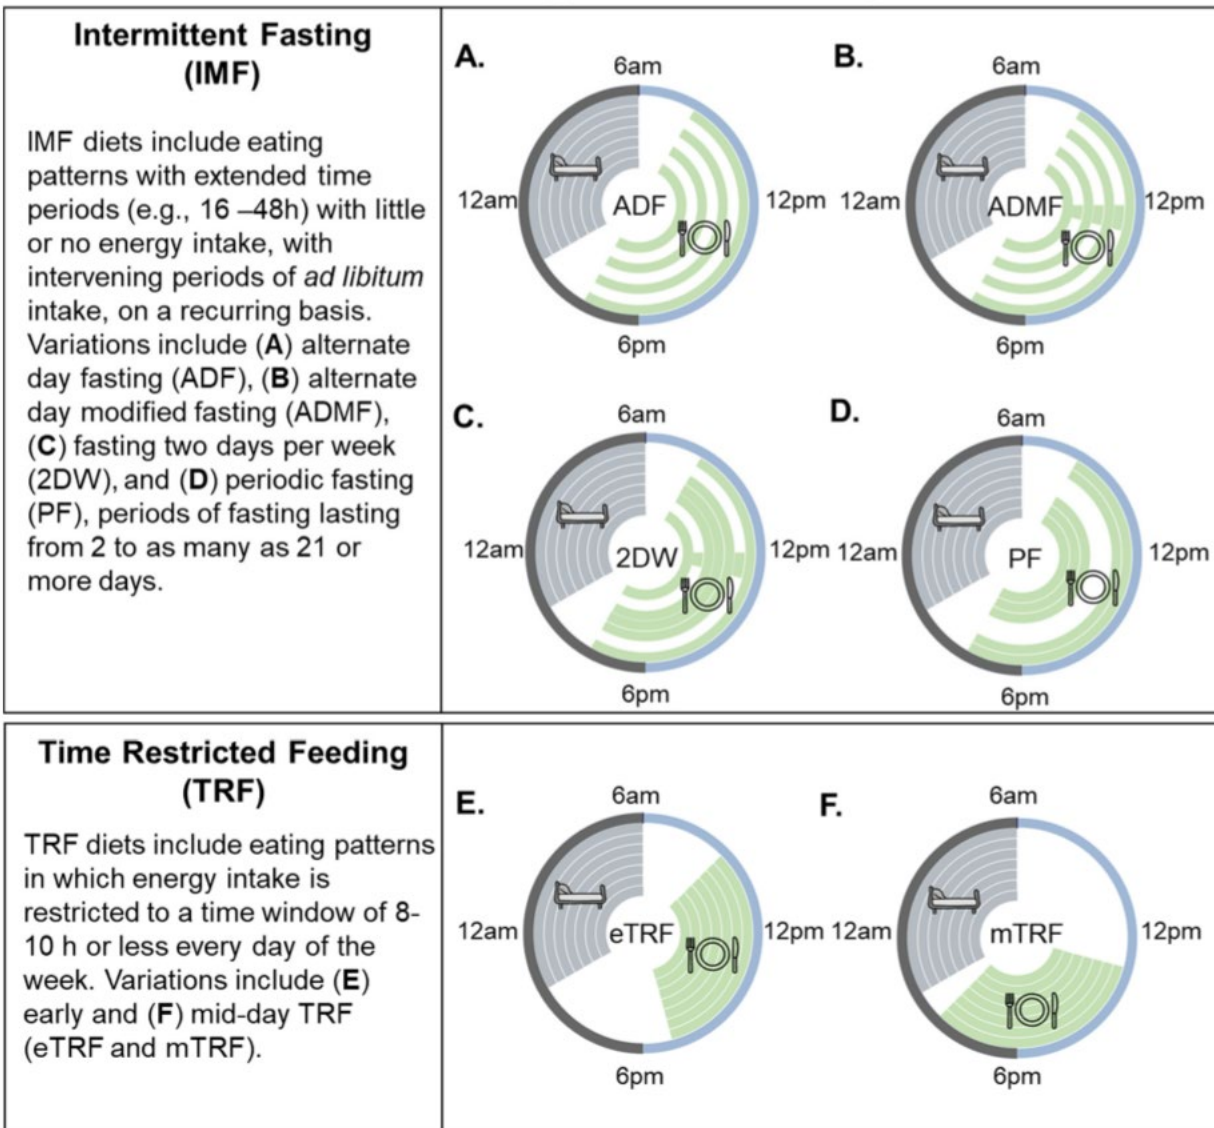 Intermittent Fasting
(IMF)
IMF diets include eating
patterns with extended time
periods (e.g., 16 –48h) with little
or no energy intake, with
intervening periods of ad libitum
intake, on a recurring basis.
Variations include (A) alternate
day fasting (ADF), (B) alternate
day modified fasting (ADMF),
(C) fasting two days per week
(2DW), and (D) periodic fasting
(PF), periods of fasting lasting
from 2 to as many as 21 or
more days.
A.
6am
12am
ADF
12pm
6pm
B.
6am
12am
ADMF
12pm
6pm
C.
6am
12am
2DW
12pm
6pm
D.
6am
12am
PF
12pm
6pm
Time Restricted Feeding
(TRF)
TRF diets include eating patterns
in which energy intake is
restricted to a time window of 8-
10 h or less every day of the
week. Variations include (E)
early and (F) mid-day TRF
(eTRF and mTRF).
E.
6am
12am
eTRF
12pm
6pm
F.
6am
12am
mTRF
12pm
6pm